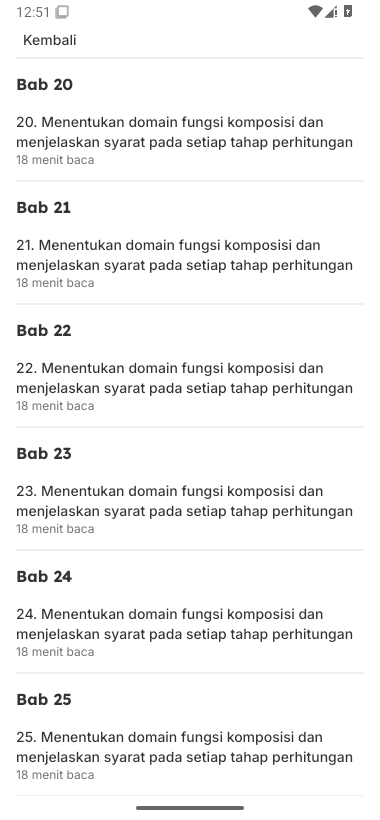 12:51
Kembali
Bab 20
20. Menentukan domain fungsi komposisi dan
menjelaskan syarat pada setiap tahap perhitungan
18 menit baca
Bab 21
21. Menentukan domain fungsi komposisi dan
menjelaskan syarat pada setiap tahap perhitungan
18 menit baca
Bab 22
22. Menentukan domain fungsi komposisi dan
menjelaskan syarat pada setiap tahap perhitungan
18 menit baca
Bab 23
23. Menentukan domain fungsi komposisi dan
menjelaskan syarat pada setiap tahap perhitungan
18 menit baca
Bab 24
24. Menentukan domain fungsi komposisi dan
menjelaskan syarat pada setiap tahap perhitungan
18 menit baca
Bab 25
25. Menentukan domain fungsi komposisi dan
menjelaskan syarat pada setiap tahap perhitungan
18 menit baca